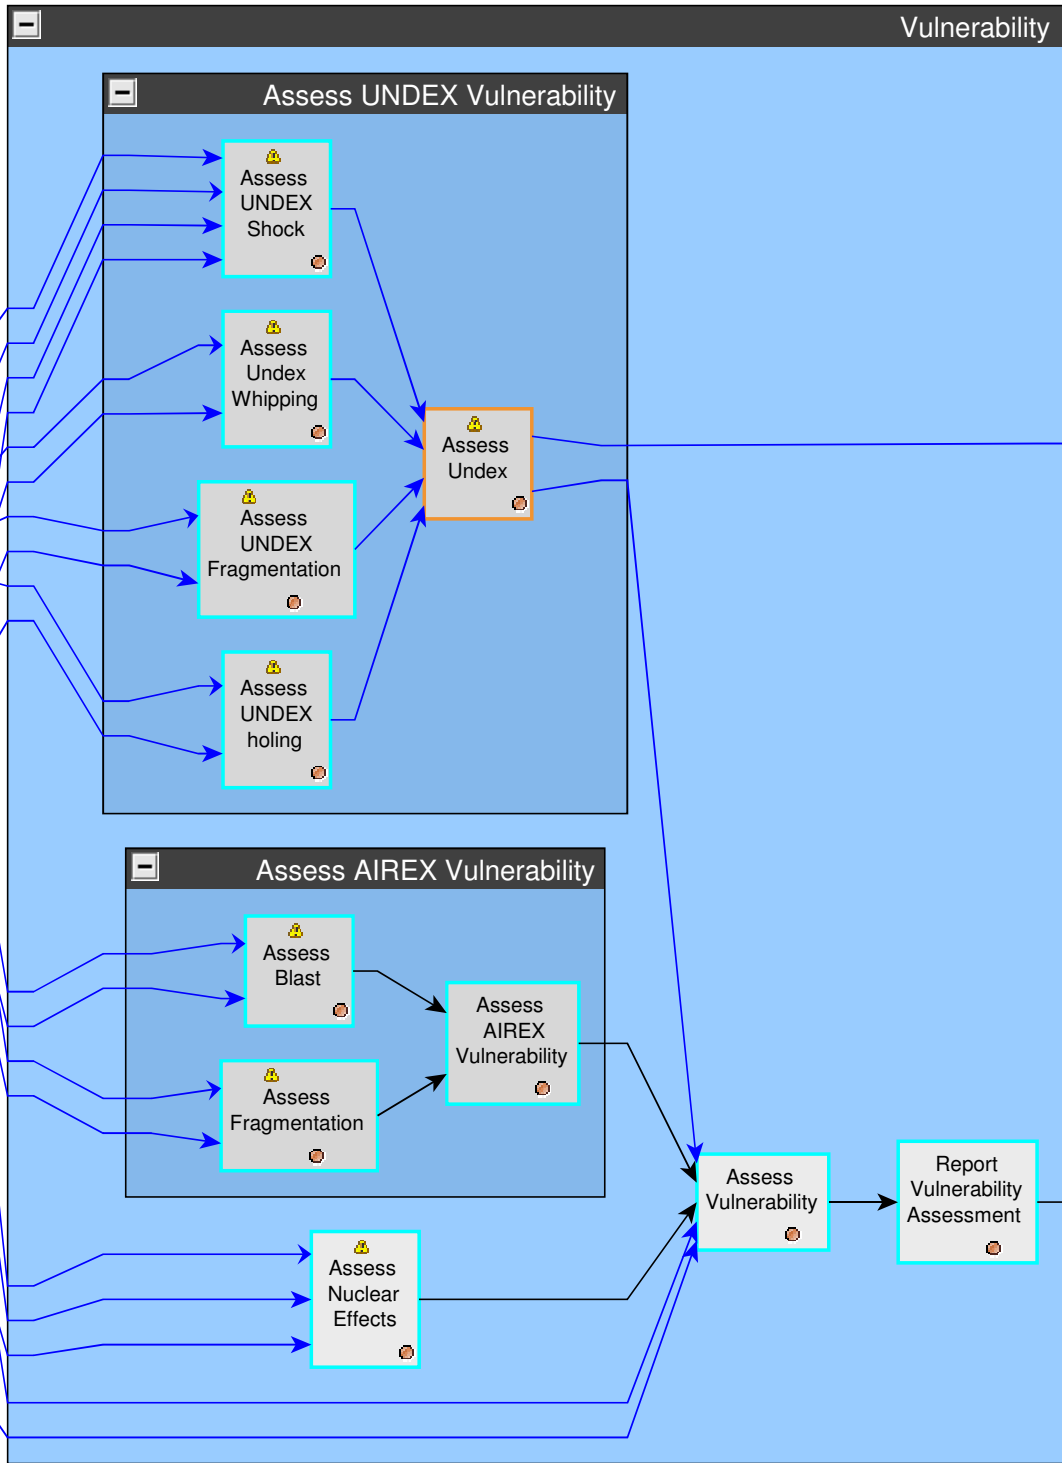 Vulnerability
Assess UNDEX Vulnerability
Assess
UNDEX
Shock
Assess
Undex
Whipping
Assess
Undex
Assess
UNDEX
Fragmentation
Assess
UNDEX
holing
Assess AIREX Vulnerability
Assess
Blast
Assess
AIREX
Vulnerability
Assess
Fragmentation
Assess
Vulnerability
Report
Vulnerability
Assessment
Assess
Nuclear
Effects